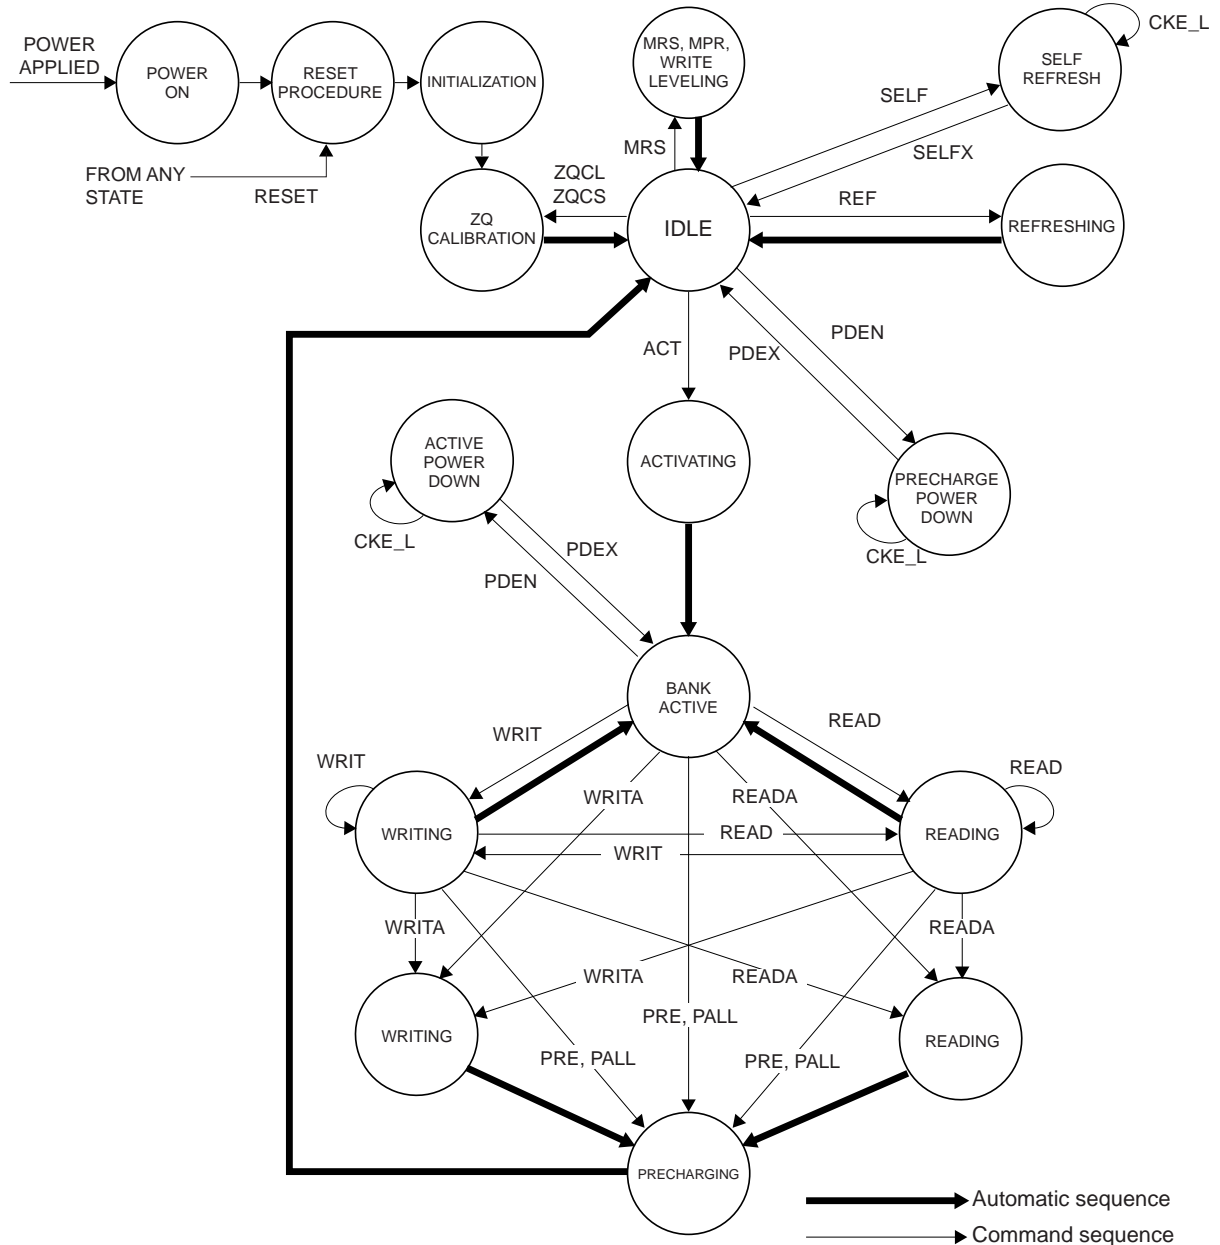 POWER
APPLIED
POWER
ON
RESET
PROCEDURE
INITIALIZATION
MRS, MPR,
WRITE
LEVELING
SELF
REFRESH
CKE_L
FROM ANY
STATE
RESET
MRS
SELF
SELFX
ZQCL
ZQCS
ZQ
CALIBRATION
IDLE
REF
REFRESHING
ACT
PDEX
PDEN
ACTIVE
POWER
DOWN
CKE_L
ACTIVATING
PRECHARGE
POWER
DOWN
CKE_L
PDEX
PDEN
BANK
ACTIVE
WRIT
READ
WRIT
READ
WRITA
READA
WRITING
READ
WRIT
READING
WRITA
READA
WRITA
READA
WRITING
PRE, PALL
READING
PRE, PALL
PRE, PALL
PRECHARGING
Automatic sequence
Command sequence